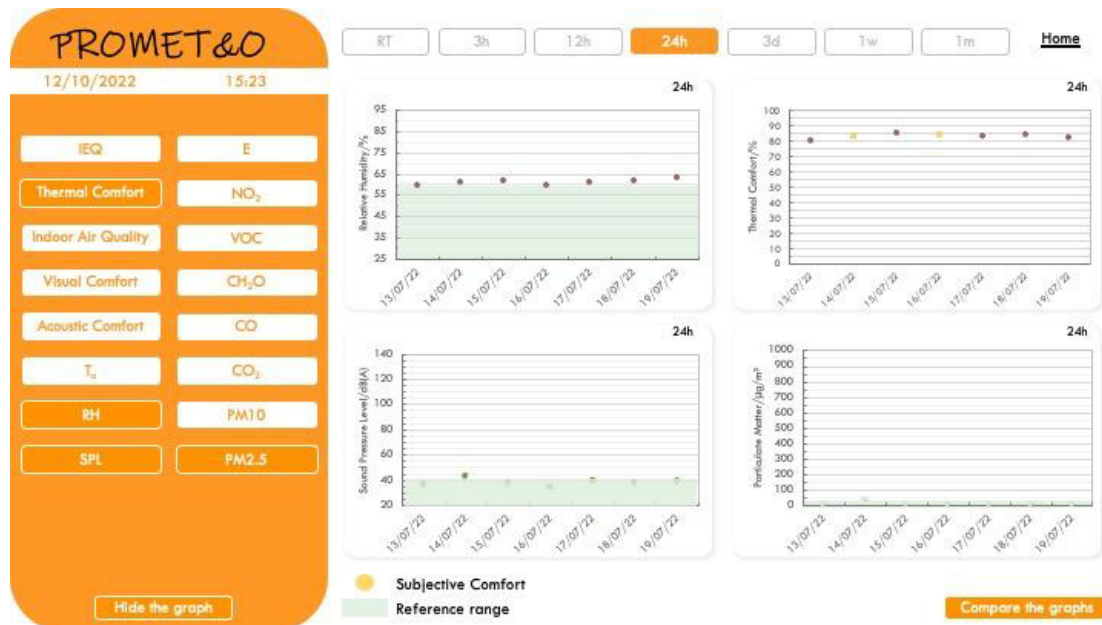 PROMET&O
12/10/2022 15:23
IEQ E
Thermal Comfort NO₂
Indoor Air Quality VOC
Visual Comfort CH₂O
Acoustic Comfort CO
Tₐ CO₂
RH PM10
SPL PM2.5
Hide the graph
RT 3h 12h 24h 3d 1w 1m Home
24h
Relative Humidity/%
95
85
75
65
55
45
35
25
13/07/22 14/07/22 15/07/22 16/07/22 17/07/22 18/07/22 19/07/22
24h
Thermal Comfort/%
100
90
80
70
60
50
40
30
20
10
0
13/07/22 14/07/22 15/07/22 16/07/22 17/07/22 18/07/22 19/07/22
24h
Sound Pressure Level/dB(A)
140
120
100
80
60
40
20
13/07/22 14/07/22 15/07/22 16/07/22 17/07/22 18/07/22 19/07/22
24h
Particulate Matter/µg/m³
1000
900
800
700
600
500
400
300
200
100
0
13/07/22 14/07/22 15/07/22 16/07/22 17/07/22 18/07/22 19/07/22
Subjective Comfort
Reference range
Compare the graphs